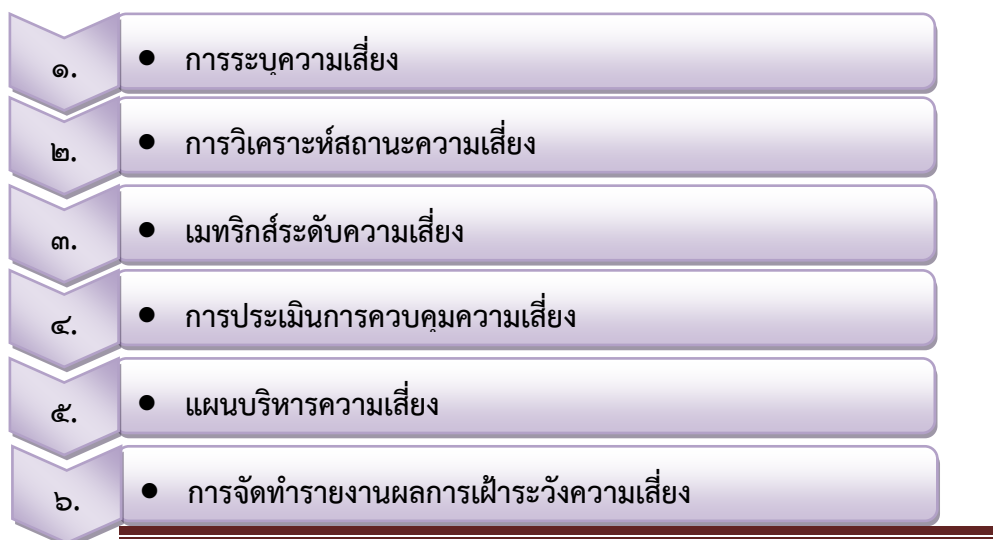 ๑. • การระบุความเสี่ยง
๒. • การวิเคราะห์สถานะความเสี่ยง
๓. • เมทริกส์ระดับความเสี่ยง
๔. • การประเมินการควบคุมความเสี่ยง
๕. • แผนบริหารความเสี่ยง
๖. • การจัดทำรายงานผลการเฝ้าระวังความเสี่ยง